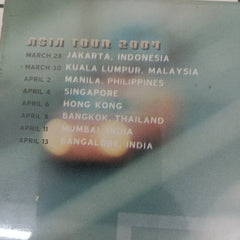 ASIA TOUR 2004
MARCH 28 JAKARTA, INDONESIA
MARCH 30 KUALA LUMPUR, MALAYSIA
APRIL 2 MANILA, PHILIPPINES
APRIL 4 SINGAPORE
APRIL 6 HONG KONG
APRIL 8 BANGKOK, THAILAND
APRIL 11 MUMBAI, INDIA
APRIL 13 BANGALORE, INDIA